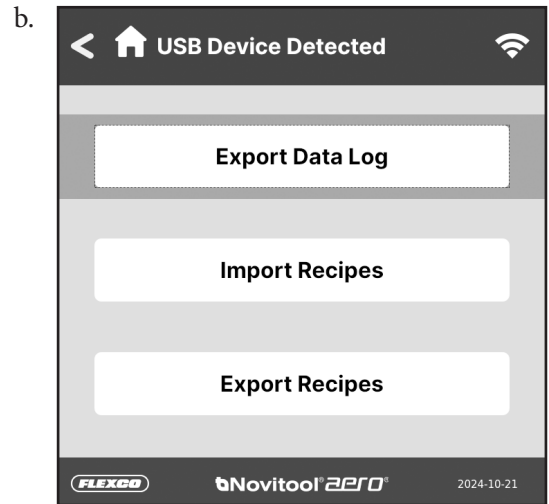 b.
USB Device Detected
Export Data Log
Import Recipes
Export Recipes
FLEXCO Novitool® aero® 2024-10-21